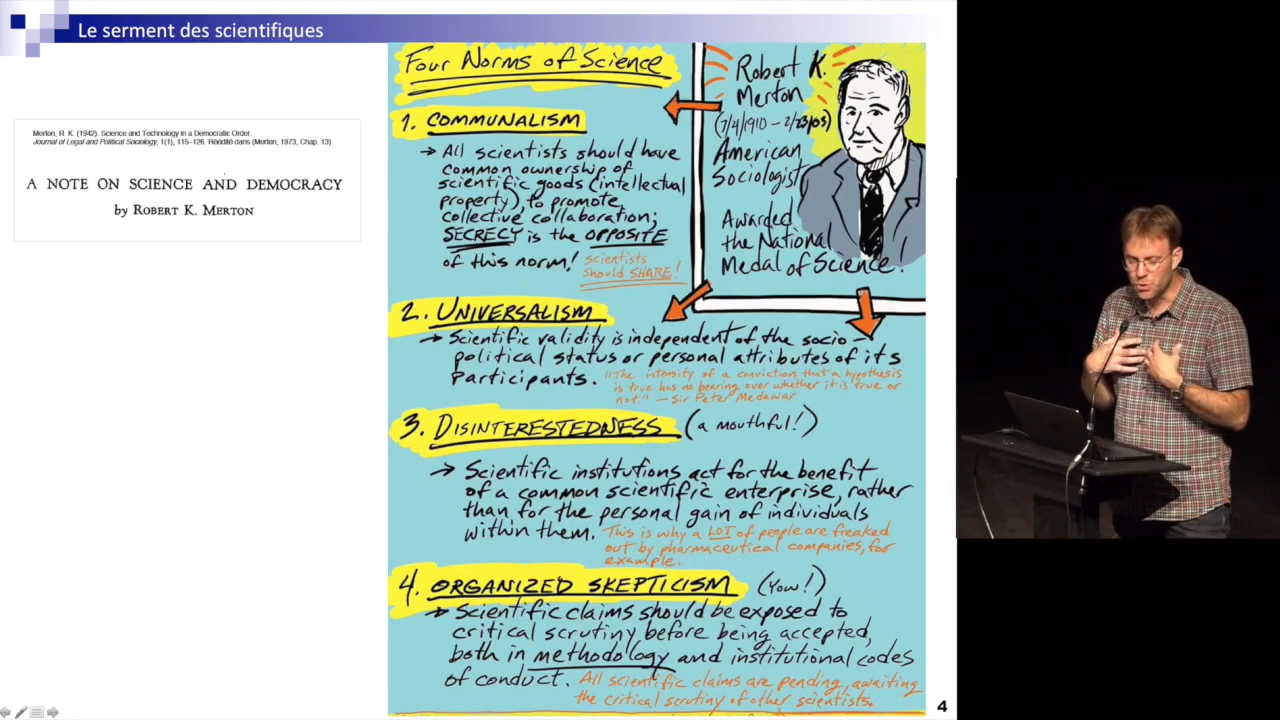 Le serment des scientifiques
Merton, R. K. (1942). Science and Technology in a Democratic Order.
Journal of Legal and Political Sociology, 1(1), 115–126. Réédité dans (Merton, 1973, Chap. 13).
A NOTE ON SCIENCE AND DEMOCRACY
by ROBERT K. MERTON
Four Norms of Science
Robert K.
Merton
(7/4/1910 - 2/23/03)
American
Sociologist
Awarded
the National
Medal of Science!
1. COMMUNALISM
→ All scientists should have
common ownership of
scientific goods (intellectual
property), to promote
collective collaboration;
SECRECY is the OPPOSITE
of this norm!
scientists
should SHARE!
2. UNIVERSALISM
→ Scientific validity is independent of the socio-
political status or personal attributes of its
participants.
"The intensity of a conviction that a hypothesis
is true has no bearing over whether it is true or
not." - Sir Peter Medawar
3. DISINTERESTEDNESS (a mouthful!)
→ Scientific institutions act for the benefit
of a common scientific enterprise, rather
than for the personal gain of individuals
within them.
This is why a LOT of people are freaked
out by pharmaceutical companies, for
example.
4. ORGANIZED SKEPTICISM (Yow!)
→ Scientific claims should be exposed to
critical scrutiny before being accepted,
both in methodology and institutional codes
of conduct.
All scientific claims are pending, awaiting
the critical scrutiny of other scientists.
4